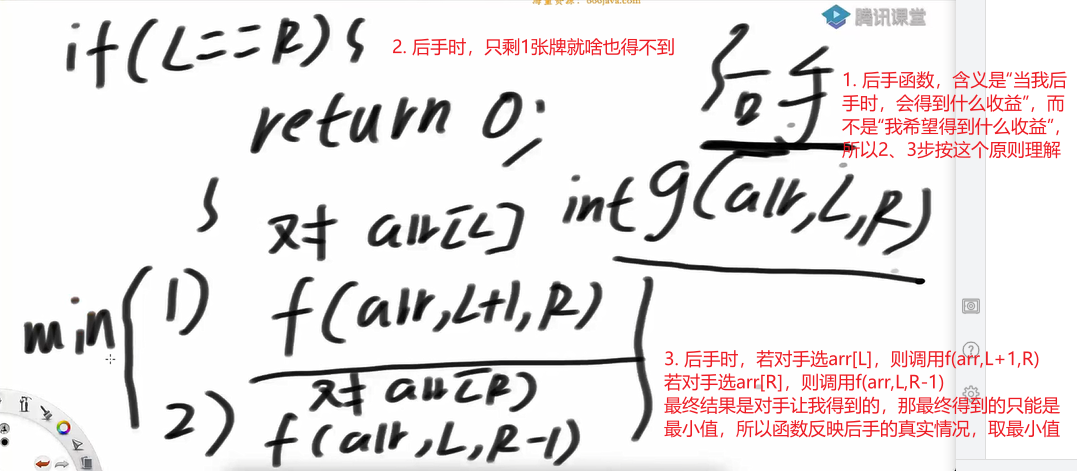 海量资源：666java.com
腾讯课堂
if(L==R){
2. 后手时，只剩1张牌就啥也得不到
return 0;
后手
1. 后手函数，含义是“当我后
手时，会得到什么收益”，而
不是“我希望得到什么收益”，
所以2、3步按这个原则理解
}
对手 arr[L]
int g(arr,L,R)
min
1) f(arr,L+1,R)
对手 arr[R]
2) f(arr,L,R-1)
3. 后手时，若对手选arr[L]，则调用f(arr,L+1,R)
若对手选arr[R]，则调用f(arr,L,R-1)
最终结果是对手让我得到的，那最终得到的只能是
最小值，所以函数反映后手的真实情况，取最小值